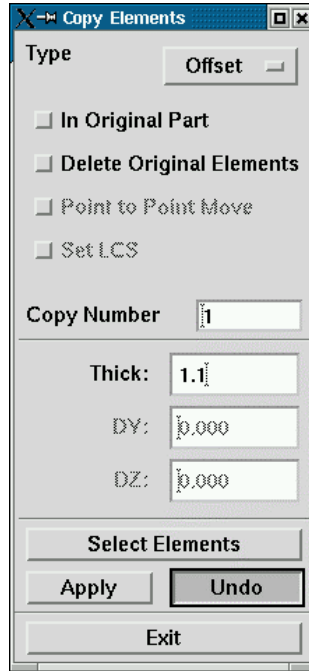 Copy Elements
Type Offset
In Original Part
Delete Original Elements
Point to Point Move
Set LCS
Copy Number 1
Thick: 1.1
DY: 0.000
DZ: 0.000
Select Elements
Apply Undo
Exit